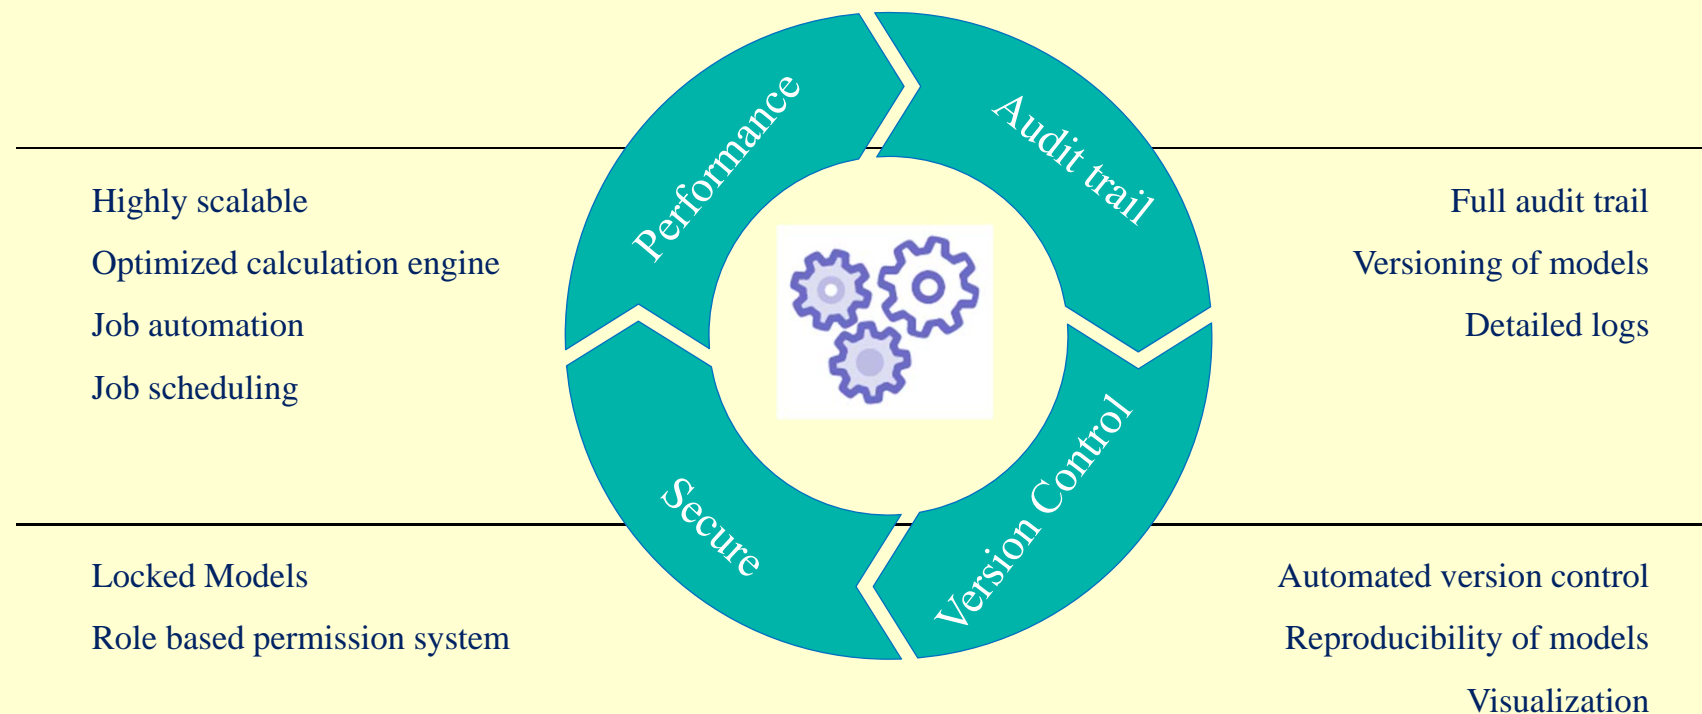 Performance
Audit trail
Highly scalable
Optimized calculation engine
Job automation
Job scheduling
Full audit trail
Versioning of models
Detailed logs
Secure
Version Control
Locked Models
Role based permission system
Automated version control
Reproducibility of models
Visualization